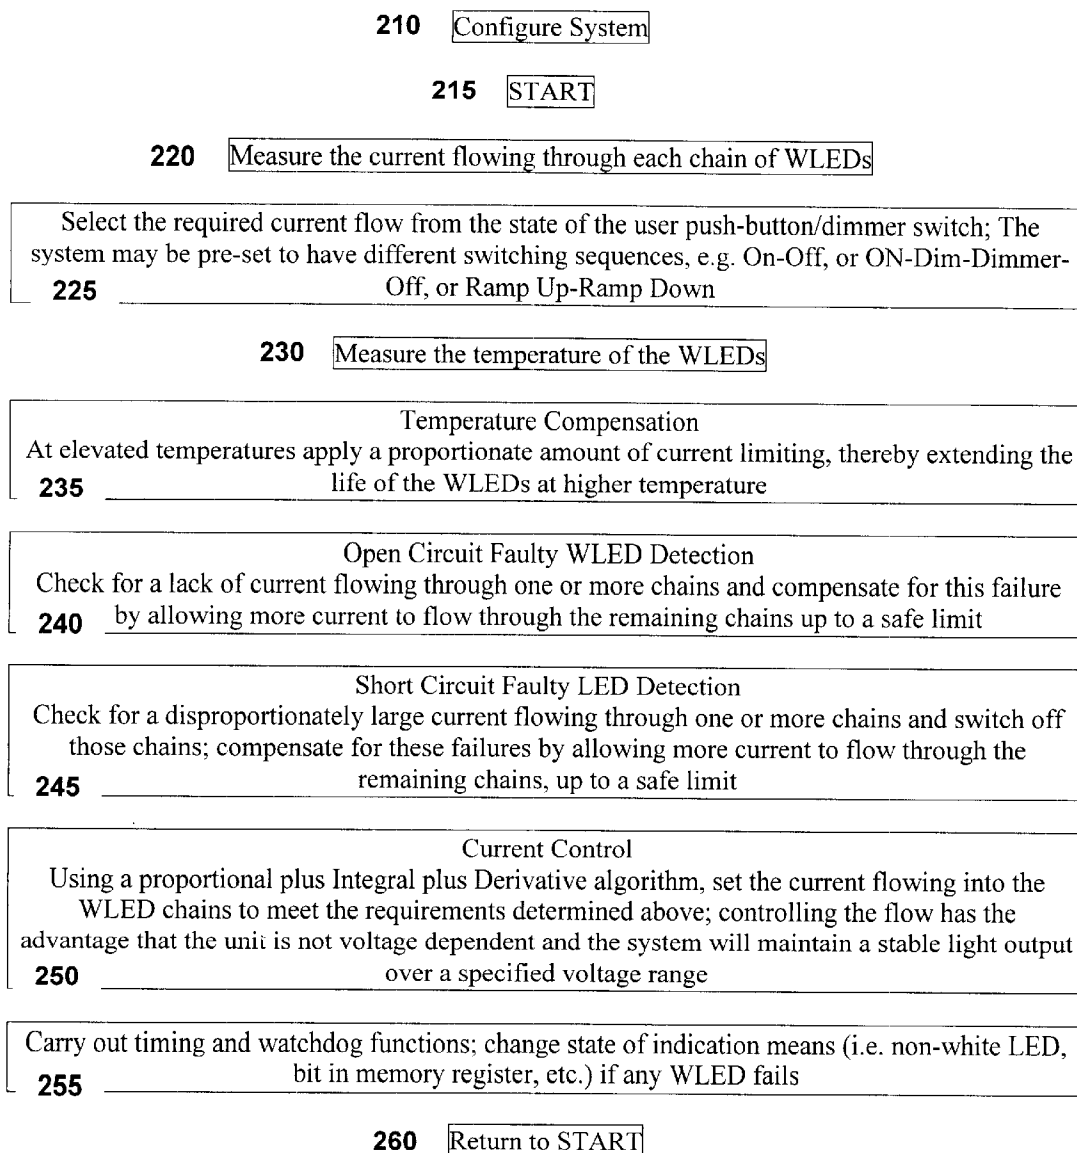 210 Configure System
215 START
220 Measure the current flowing through each chain of WLEDs
Select the required current flow from the state of the user push-button/dimmer switch; The
system may be pre-set to have different switching sequences, e.g. On-Off, or ON-Dim-Dimmer-
225 Off, or Ramp Up-Ramp Down
230 Measure the temperature of the WLEDs
Temperature Compensation
At elevated temperatures apply a proportionate amount of current limiting, thereby extending the
235 life of the WLEDs at higher temperature
Open Circuit Faulty WLED Detection
Check for a lack of current flowing through one or more chains and compensate for this failure
240 by allowing more current to flow through the remaining chains up to a safe limit
Short Circuit Faulty LED Detection
Check for a disproportionately large current flowing through one or more chains and switch off
those chains; compensate for these failures by allowing more current to flow through the
245 remaining chains, up to a safe limit
Current Control
Using a proportional plus Integral plus Derivative algorithm, set the current flowing into the
WLED chains to meet the requirements determined above; controlling the flow has the
advantage that the unit is not voltage dependent and the system will maintain a stable light output
250 over a specified voltage range
Carry out timing and watchdog functions; change state of indication means (i.e. non-white LED,
255 bit in memory register, etc.) if any WLED fails
260 Return to START